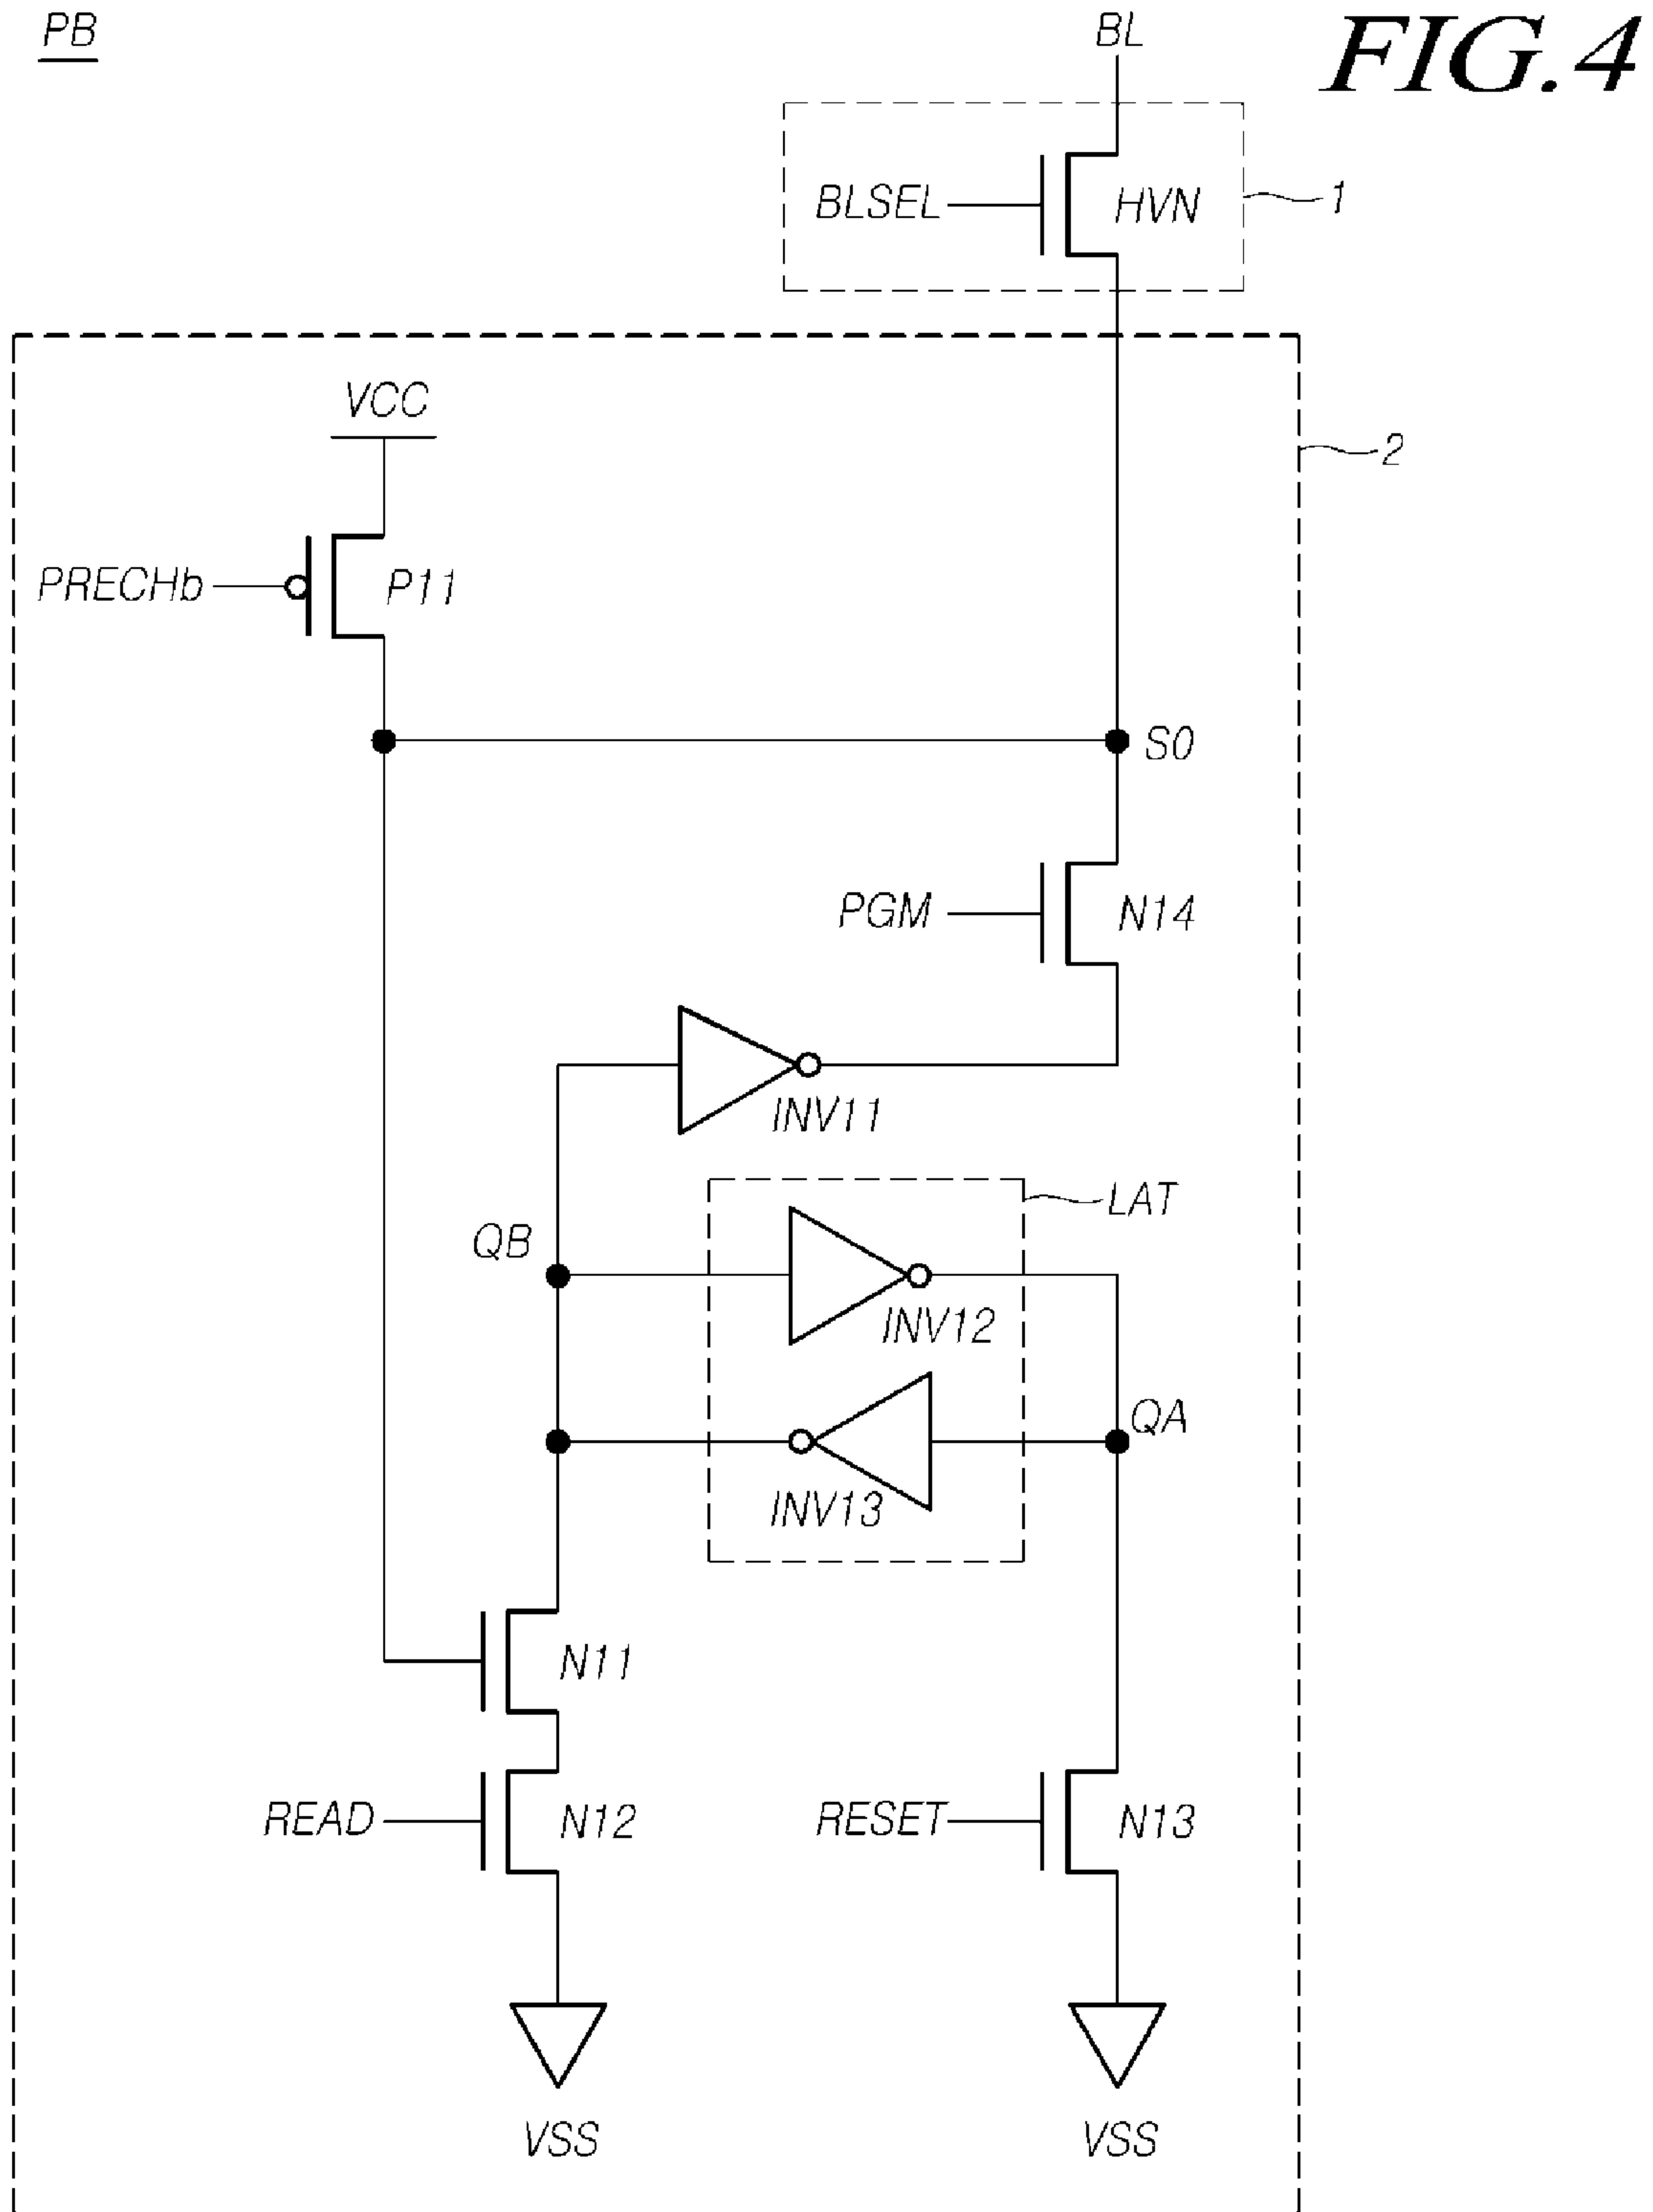 PB
BL
FIG.4
BLSEL
HVN
1
VCC
2
PRECHb
P11
S0
PGM
N14
INV11
LAT
QB
INV12
QA
INV13
N11
READ
N12
RESET
N13
VSS
VSS